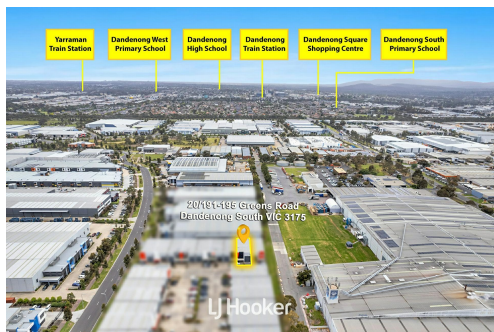 Yarraman
Train Station
Dandenong West
Primary School
Dandenong
High School
Dandenong
Train Station
Dandenong Square
Shopping Centre
Dandenong South
Primary School
20/191-195 Greens Road
Dandenong South VIC 3175
LJ Hooker